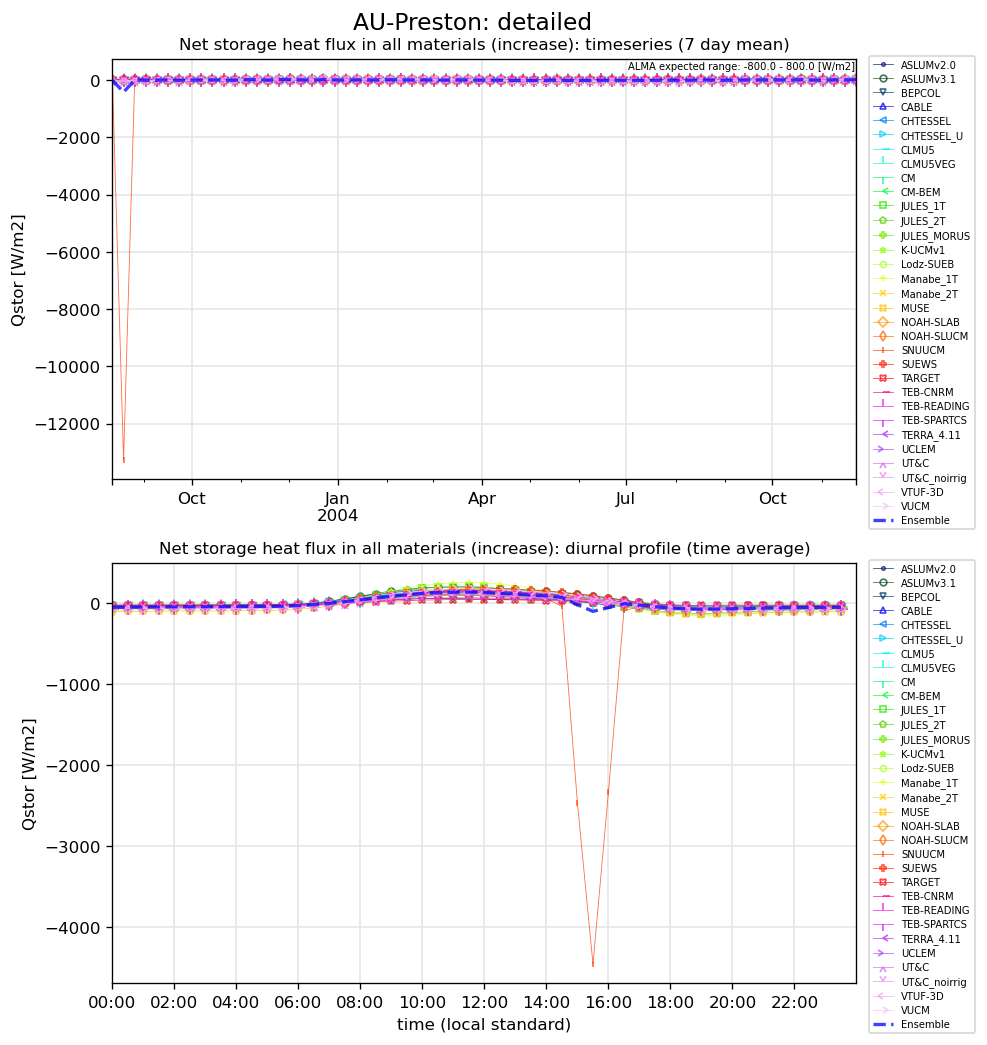 AU-Preston: detailed
Net storage heat flux in all materials (increase): timeseries (7 day mean)
ALMA expected range: -800.0 - 800.0 [W/m2]
Qstor [W/m2]
0
−2000
−4000
−6000
−8000
−10000
−12000
Oct
Jan
2004
Apr
Jul
Oct
ASLUMv2.0
ASLUMv3.1
BEPCOL
CABLE
CHTESSEL
CHTESSEL_U
CLMU5
CLMU5VEG
CM
CM-BEM
JULES_1T
JULES_2T
JULES_MORUS
K-UCMv1
Lodz-SUEB
Manabe_1T
Manabe_2T
MUSE
NOAH-SLAB
NOAH-SLUCM
SNUUCM
SUEWS
TARGET
TEB-CNRM
TEB-READING
TEB-SPARTCS
TERRA_4.11
UCLEM
UT&C
UT&C_noirrig
VTUF-3D
VUCM
Ensemble
Net storage heat flux in all materials (increase): diurnal profile (time average)
Qstor [W/m2]
0
−1000
−2000
−3000
−4000
00:00
02:00
04:00
06:00
08:00
10:00
12:00
14:00
16:00
18:00
20:00
22:00
time (local standard)
ASLUMv2.0
ASLUMv3.1
BEPCOL
CABLE
CHTESSEL
CHTESSEL_U
CLMU5
CLMU5VEG
CM
CM-BEM
JULES_1T
JULES_2T
JULES_MORUS
K-UCMv1
Lodz-SUEB
Manabe_1T
Manabe_2T
MUSE
NOAH-SLAB
NOAH-SLUCM
SNUUCM
SUEWS
TARGET
TEB-CNRM
TEB-READING
TEB-SPARTCS
TERRA_4.11
UCLEM
UT&C
UT&C_noirrig
VTUF-3D
VUCM
Ensemble